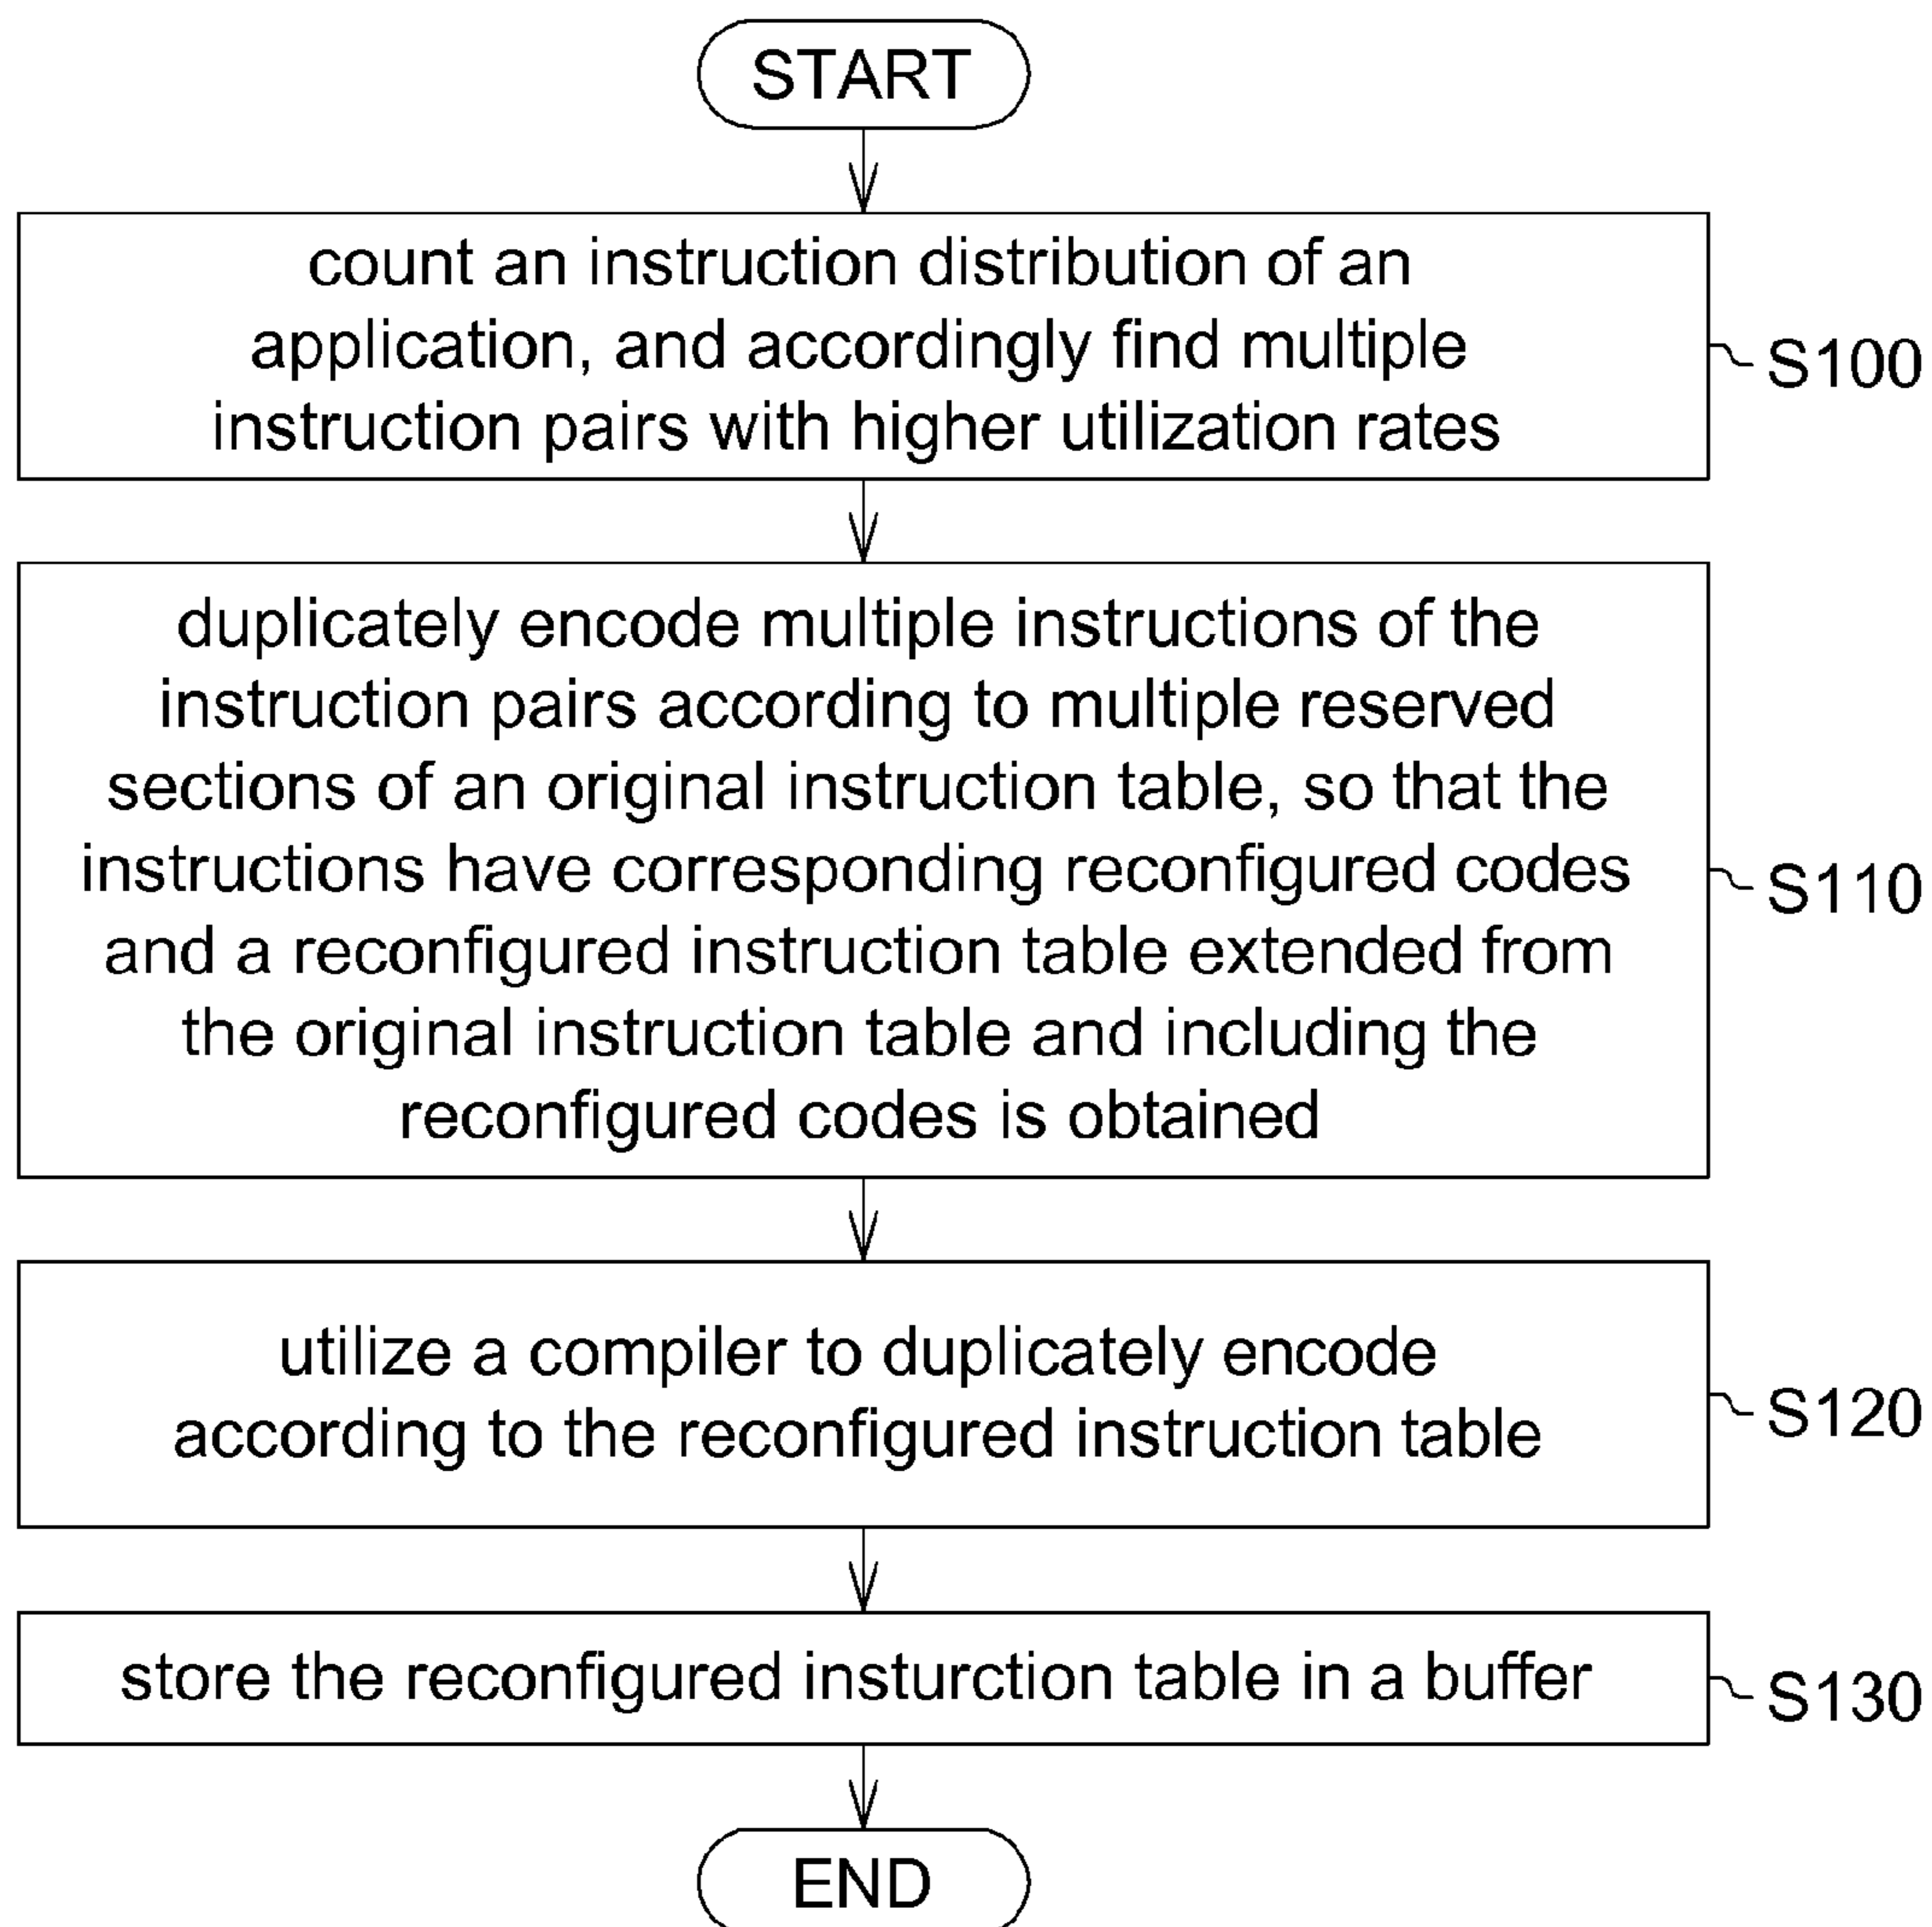 START
count an instruction distribution of an
application, and accordingly find multiple
instruction pairs with higher utilization rates
S100
duplicately encode multiple instructions of the
instruction pairs according to multiple reserved
sections of an original instruction table, so that the
instructions have corresponding reconfigured codes
and a reconfigured instruction table extended from
the original instruction table and including the
reconfigured codes is obtained
S110
utilize a compiler to duplicately encode
according to the reconfigured instruction table
S120
store the reconfigured insturction table in a buffer
S130
END